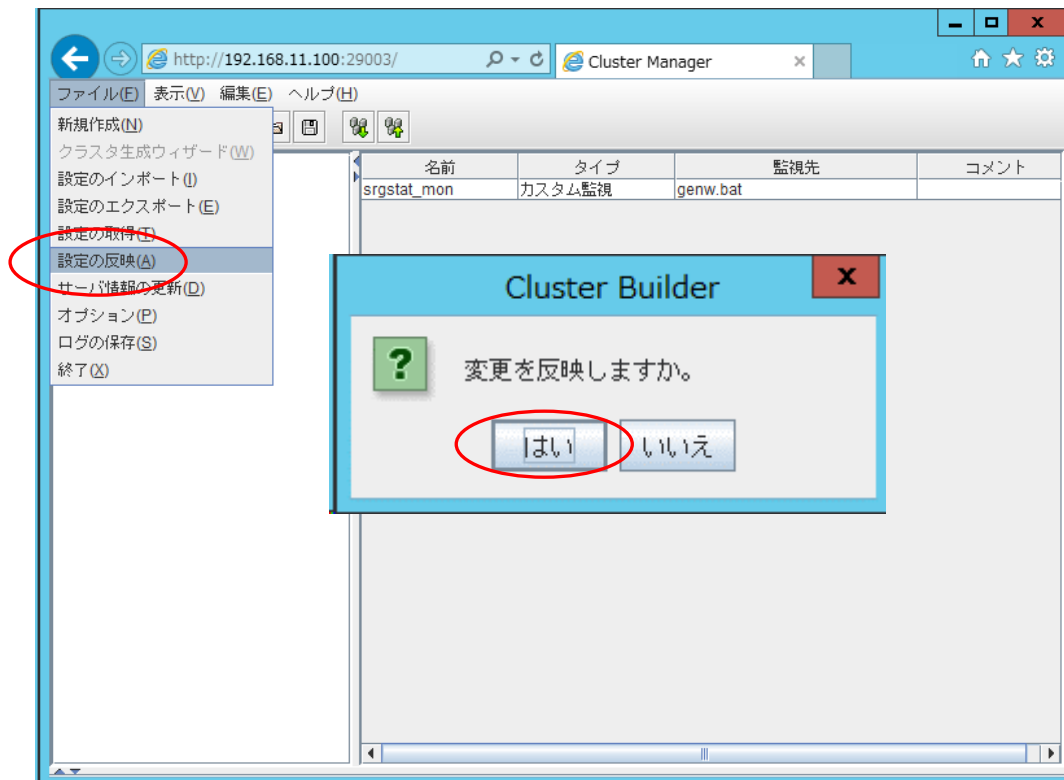 http://192.168.11.100:29003/
Cluster Manager
ファイル(F) 表示(V) 編集(E) ヘルプ(H)
新規作成(N)
クラスタ生成ウィザード(W)
設定のインポート(I)
設定のエクスポート(E)
設定の取得(T)
設定の反映(A)
サーバ情報の更新(D)
オプション(P)
ログの保存(S)
終了(X)
名前 タイプ 監視先 コメント
srgstat_mon カスタム監視 genw.bat
Cluster Builder
変更を反映しますか。
はい いいえ